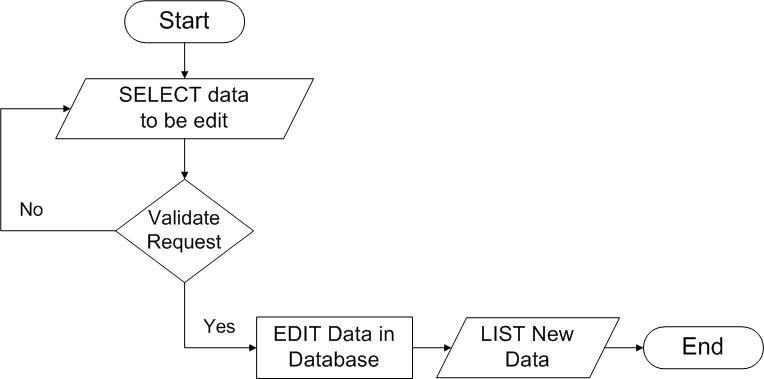 Start
SELECT data
to be edit
Validate
Request
No
Yes
EDIT Data in
Database
LIST New
Data
End